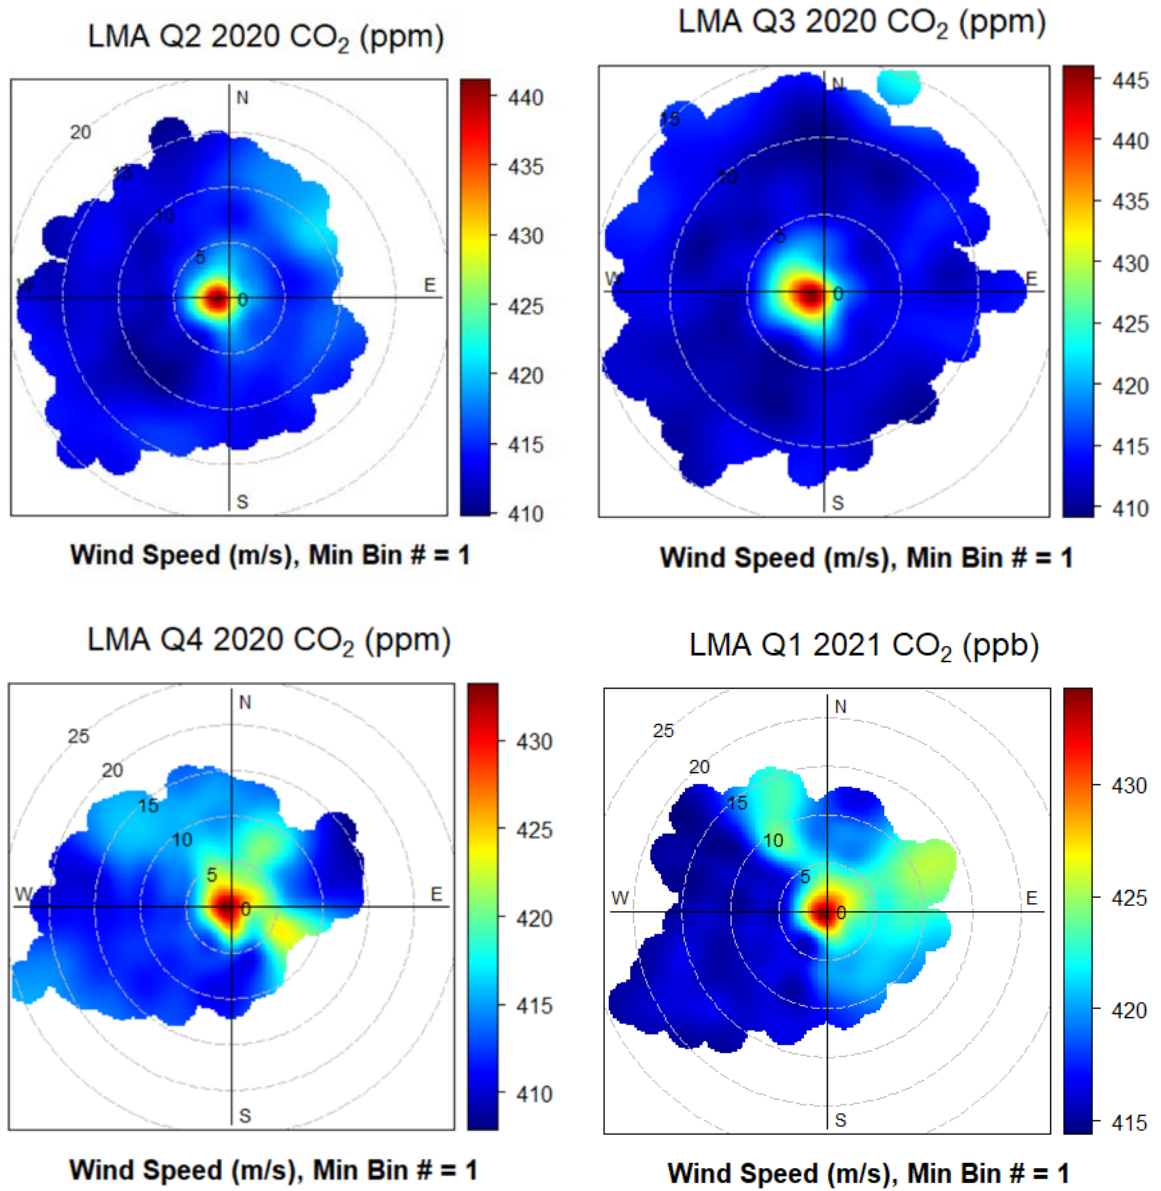 LMA Q2 2020 CO₂ (ppm)
N
20
15
10
5
W
0
E
S
440
435
430
425
420
415
410
Wind Speed (m/s), Min Bin # = 1
LMA Q3 2020 CO₂ (ppm)
N
15
10
5
W
0
E
S
445
440
435
430
425
420
415
410
Wind Speed (m/s), Min Bin # = 1
LMA Q4 2020 CO₂ (ppm)
N
25
20
15
10
5
W
0
E
S
430
425
420
415
410
Wind Speed (m/s), Min Bin # = 1
LMA Q1 2021 CO₂ (ppb)
N
25
20
15
10
5
W
0
E
S
430
425
420
415
Wind Speed (m/s), Min Bin # = 1